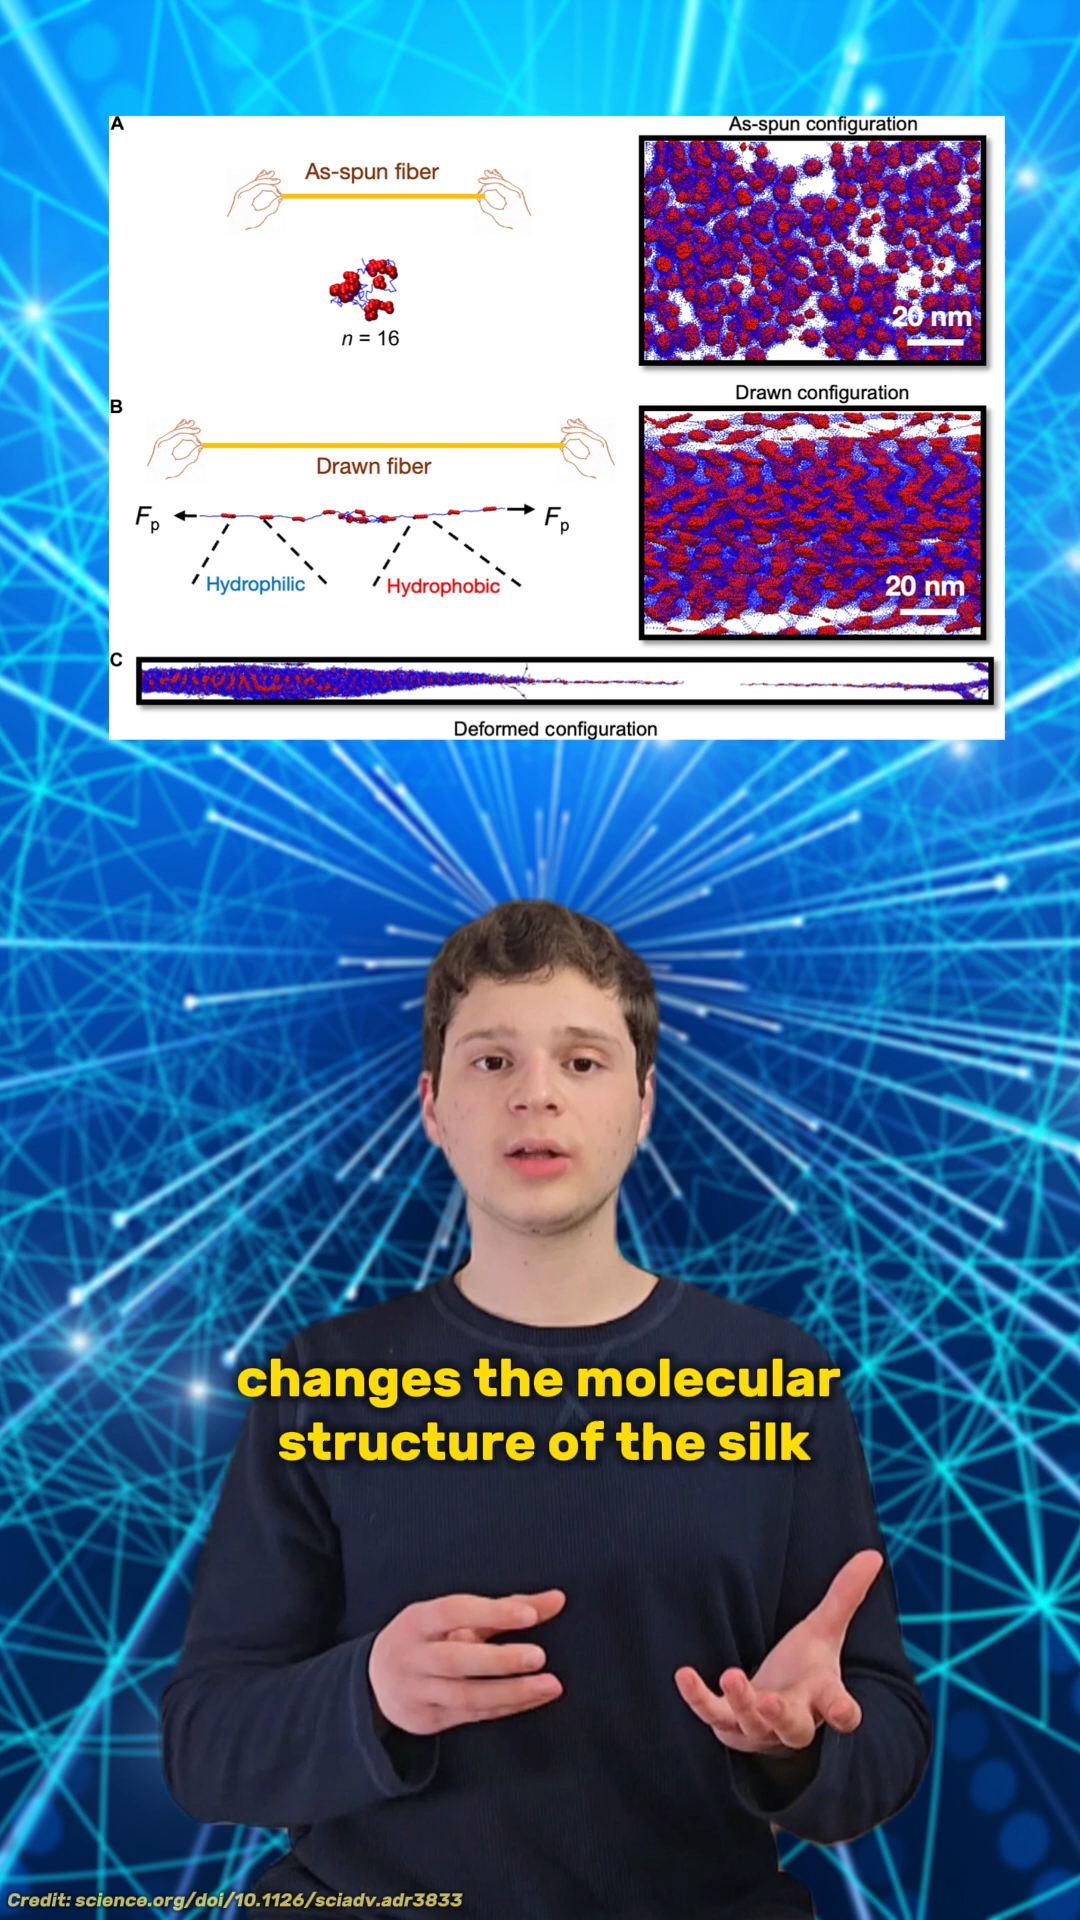 A
As-spun configuration
As-spun fiber
n = 16
20 nm
B
Drawn configuration
Drawn fiber
Fp
Fp
Hydrophilic
Hydrophobic
20 nm
C
Deformed configuration
changes the molecular
structure of the silk
Credit: science.org/doi/10.1126/sciadv.adr3833